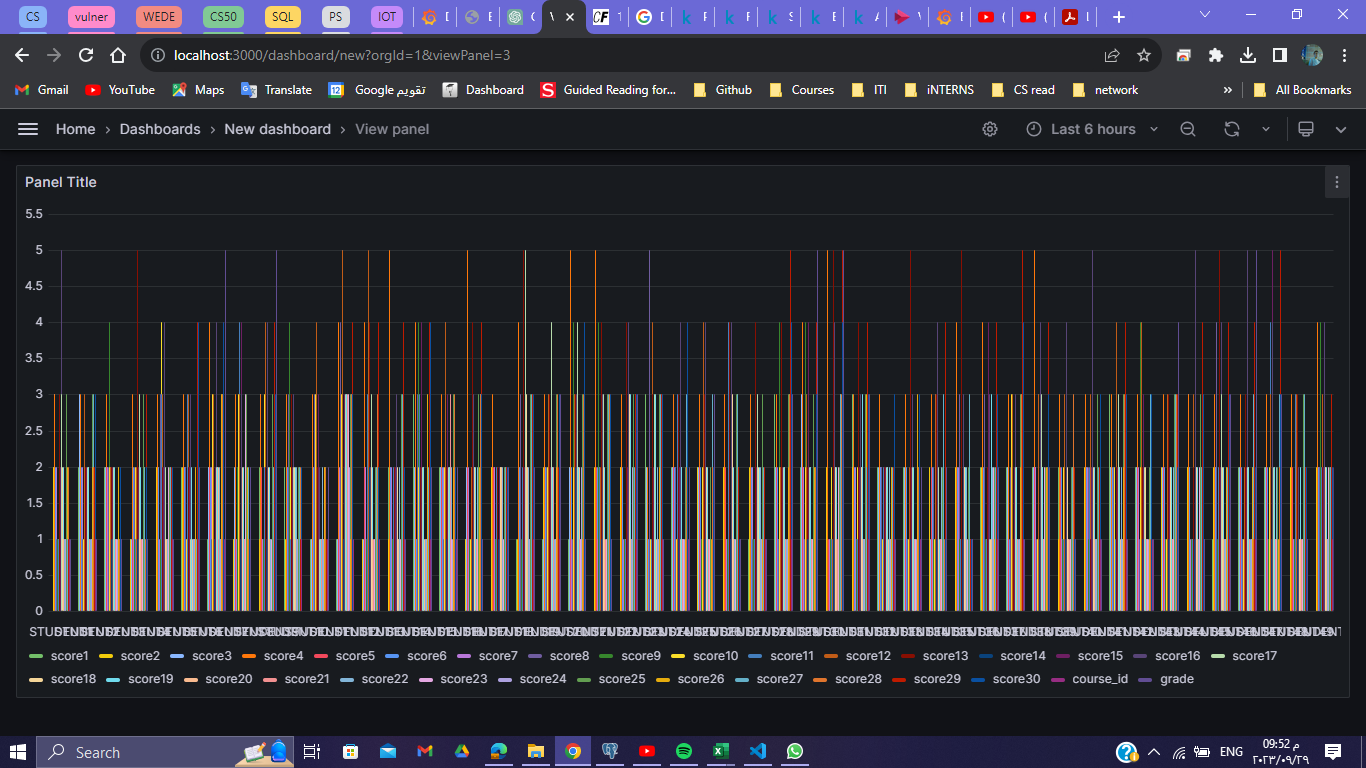 CS vulner WEDE CS50 SQL PS IOT
localhost:3000/dashboard/new?orgId=1&viewPanel=3
Gmail YouTube Maps Translate تقويم Google Dashboard Guided Reading for... Github Courses ITI iNTERNS CS read network » All Bookmarks
Home › Dashboards › New dashboard › View panel Last 6 hours
Panel Title
5.5
5
4.5
4
3.5
3
2.5
2
1.5
1
0.5
0
score1 score2 score3 score4 score5 score6 score7 score8 score9 score10 score11 score12 score13 score14 score15 score16 score17
score18 score19 score20 score21 score22 score23 score24 score25 score26 score27 score28 score29 score30 course_id grade
Search ENG 09:52 م
٢٠٢٣/٠٩/٢٩